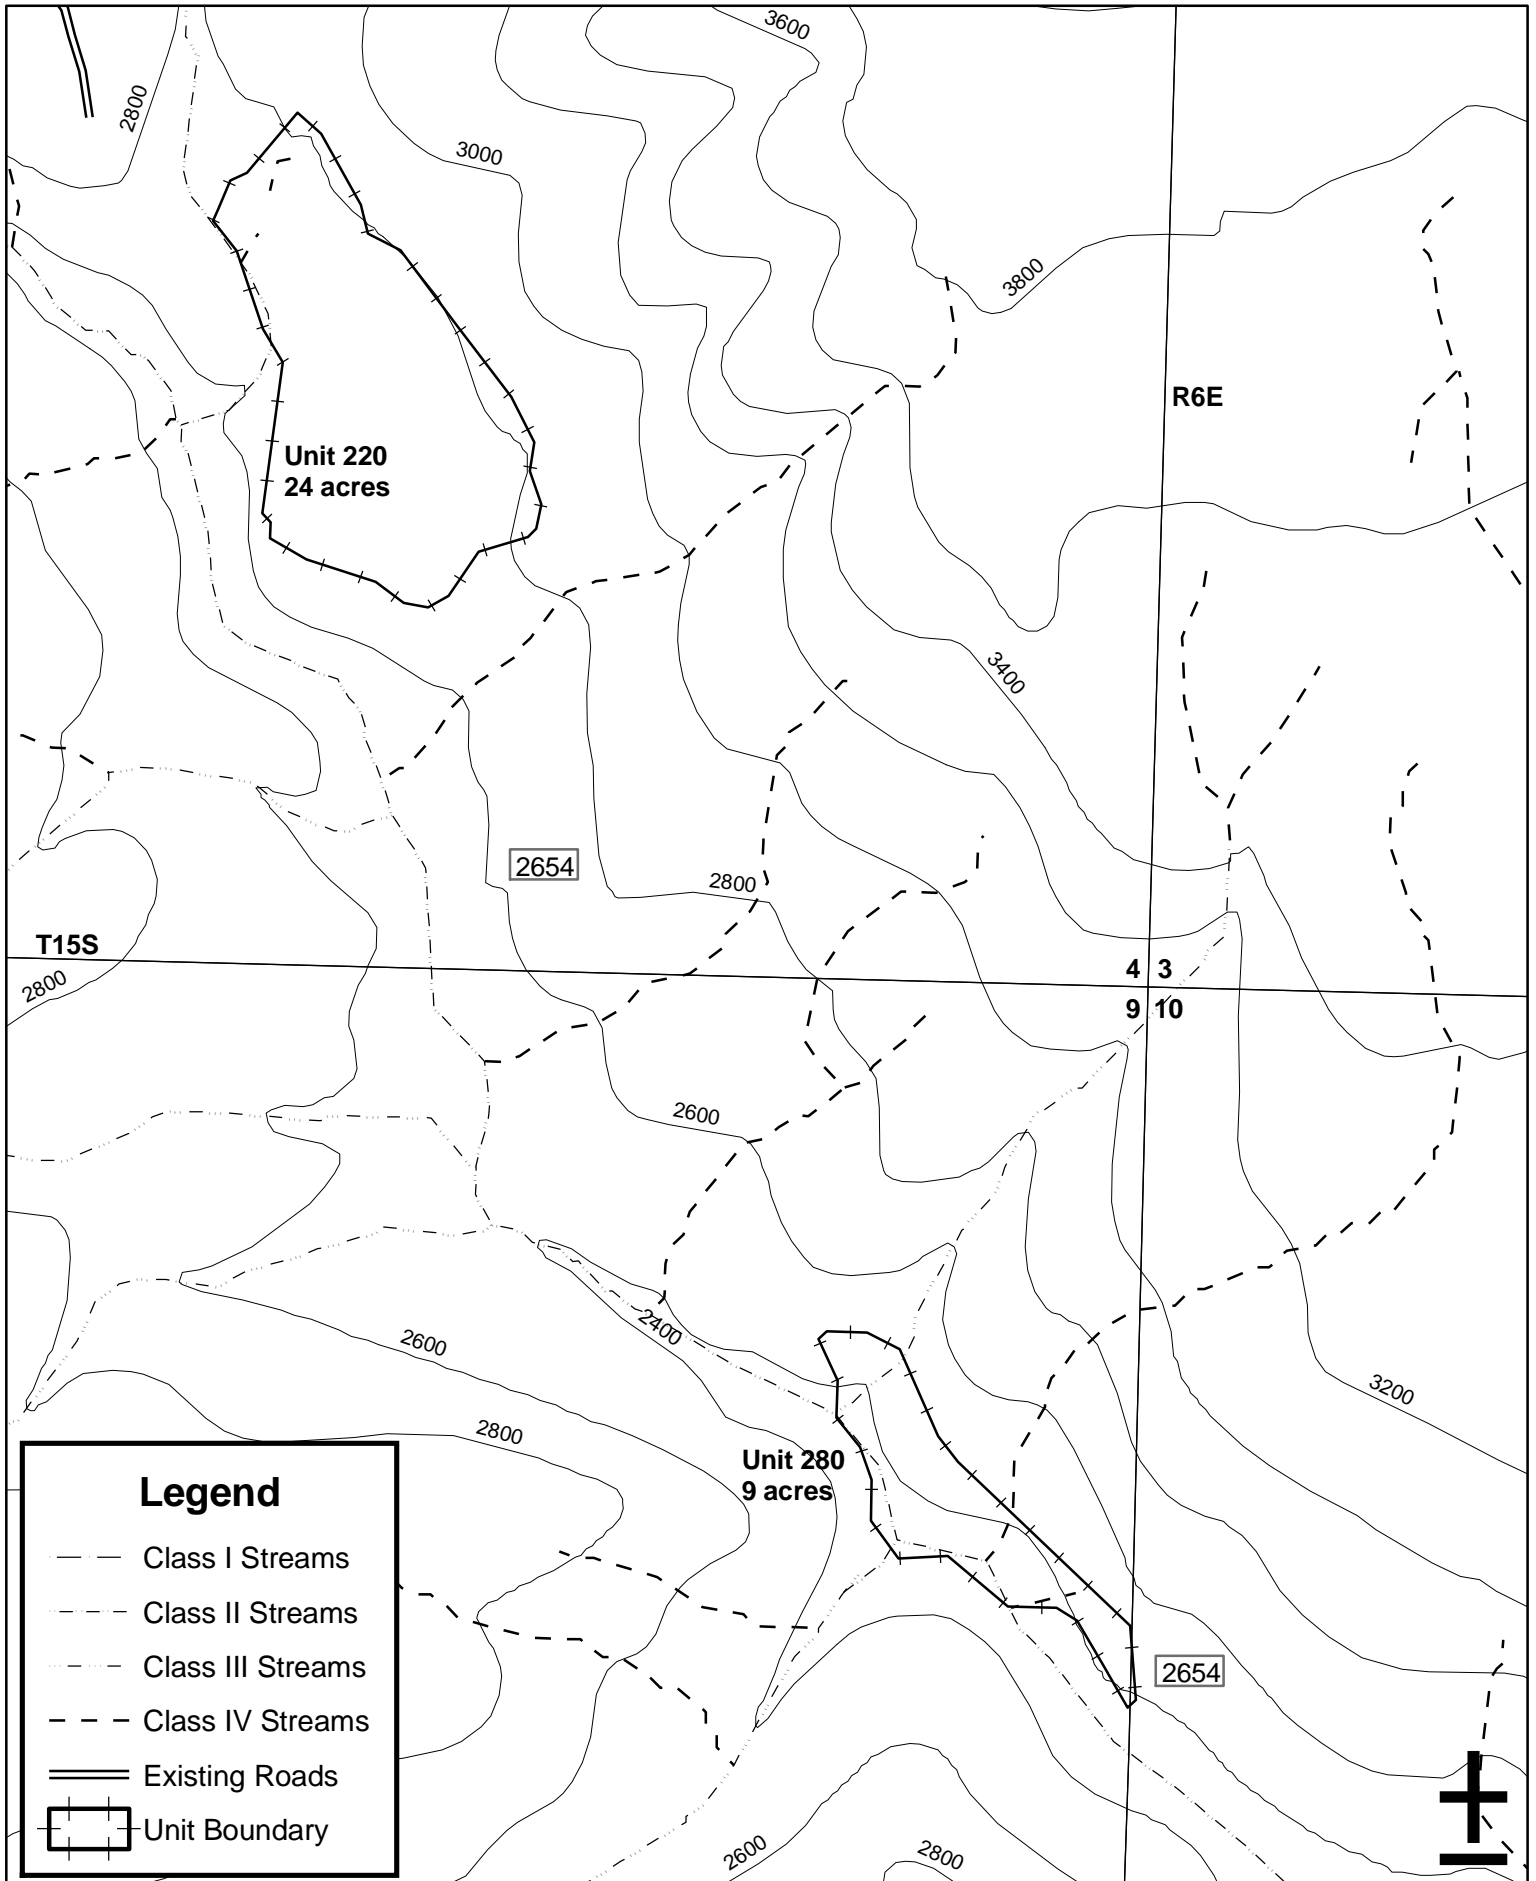 3600
2800
3000
3800
R6E
Unit 220
24 acres
3400
2654
2800
T15S
4 3
2800
9 10
2600
2400
2600
3200
2800
Unit 280
9 acres
Legend
Class I Streams
Class II Streams
Class III Streams
Class IV Streams
Existing Roads
Unit Boundary
2654
2600
2800